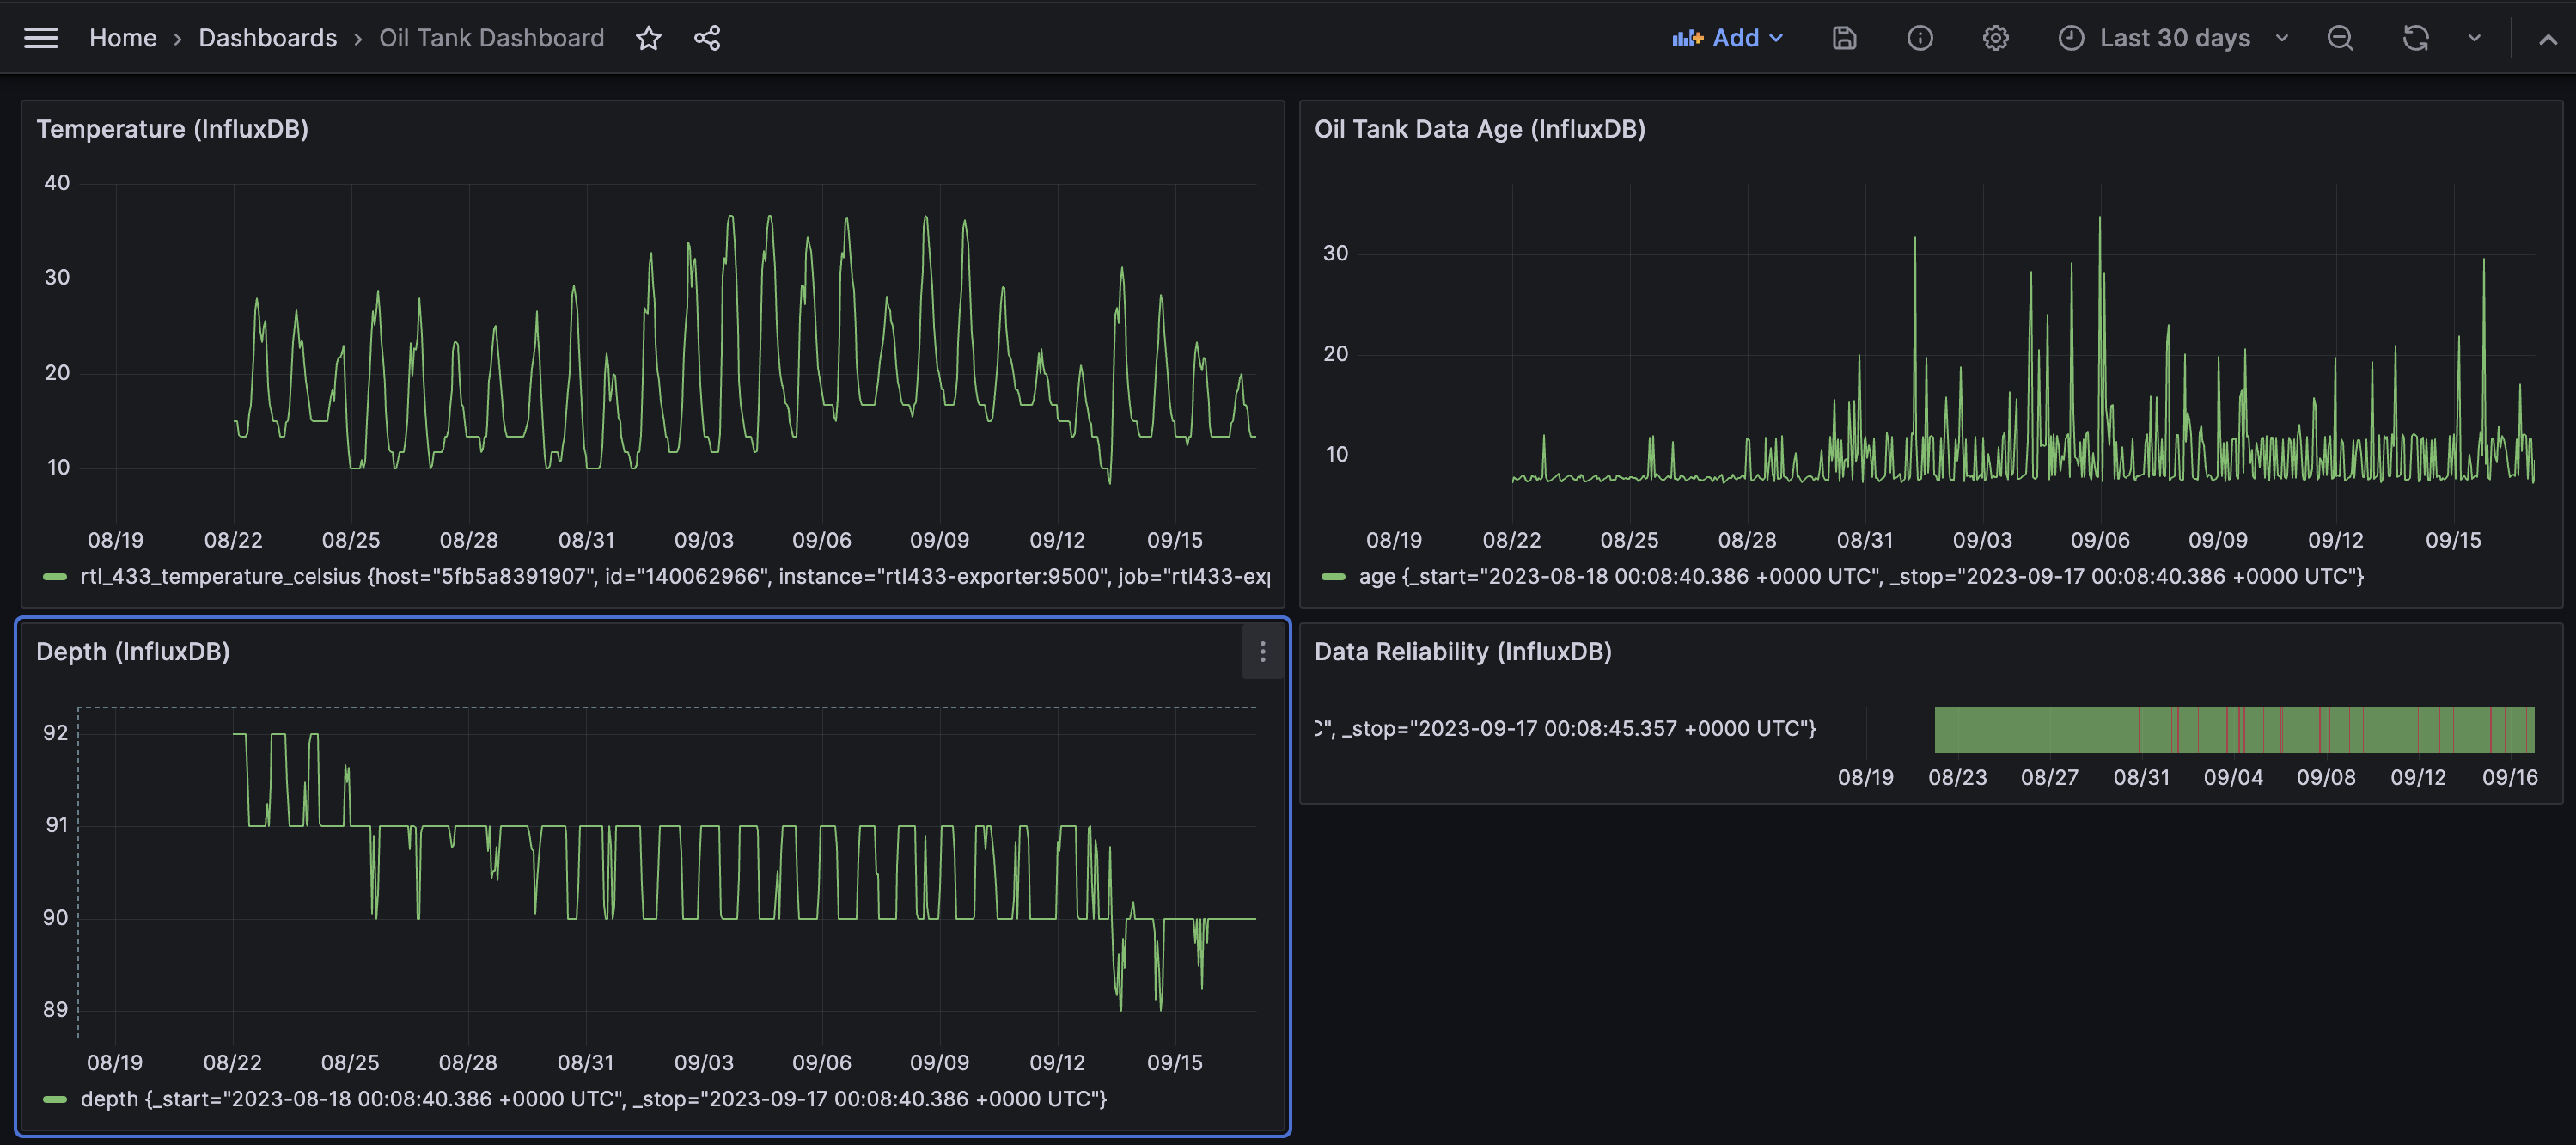 Home › Dashboards › Oil Tank Dashboard
Add
Last 30 days
Temperature (InfluxDB)
40
30
20
10
08/19 08/22 08/25 08/28 08/31 09/03 09/06 09/09 09/12 09/15
rtl_433_temperature_celsius {host="5fb5a8391907", id="140062966", instance="rtl433-exporter:9500", job="rtl433-exp
Oil Tank Data Age (InfluxDB)
30
20
10
08/19 08/22 08/25 08/28 08/31 09/03 09/06 09/09 09/12 09/15
age {_start="2023-08-18 00:08:40.386 +0000 UTC", _stop="2023-09-17 00:08:40.386 +0000 UTC"}
Depth (InfluxDB)
92
91
90
89
08/19 08/22 08/25 08/28 08/31 09/03 09/06 09/09 09/12 09/15
depth {_start="2023-08-18 00:08:40.386 +0000 UTC", _stop="2023-09-17 00:08:40.386 +0000 UTC"}
Data Reliability (InfluxDB)
C", _stop="2023-09-17 00:08:45.357 +0000 UTC"}
08/19 08/23 08/27 08/31 09/04 09/08 09/12 09/16